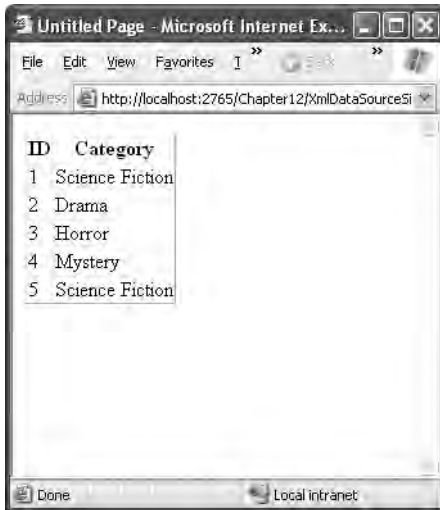 Untitled Page - Microsoft Internet Ex...
File Edit View Favorites T »  »
Address http://localhost:2765/Chapter12/XmlDataSourceSi
ID Category
1 Science Fiction
2 Drama
3 Horror
4 Mystery
5 Science Fiction
Done Local intranet